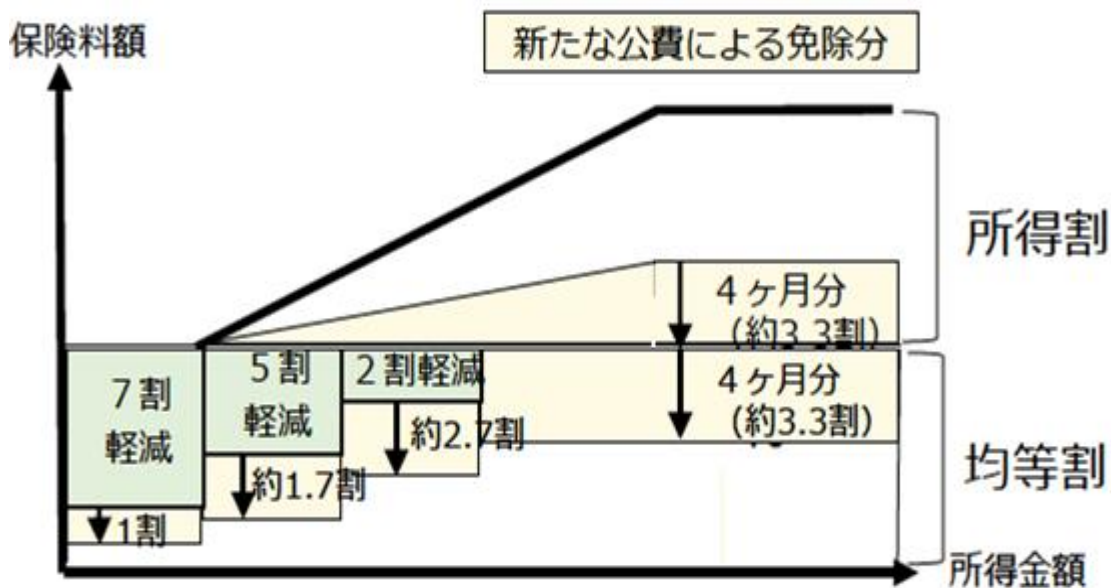 保険料額
新たな公費による免除分
所得割
4ヶ月分
(約3.3割)
7割
軽減
5割
軽減
2割軽減
4ヶ月分
(約3.3割)
約2.7割
約1.7割
1割
均等割
所得金額